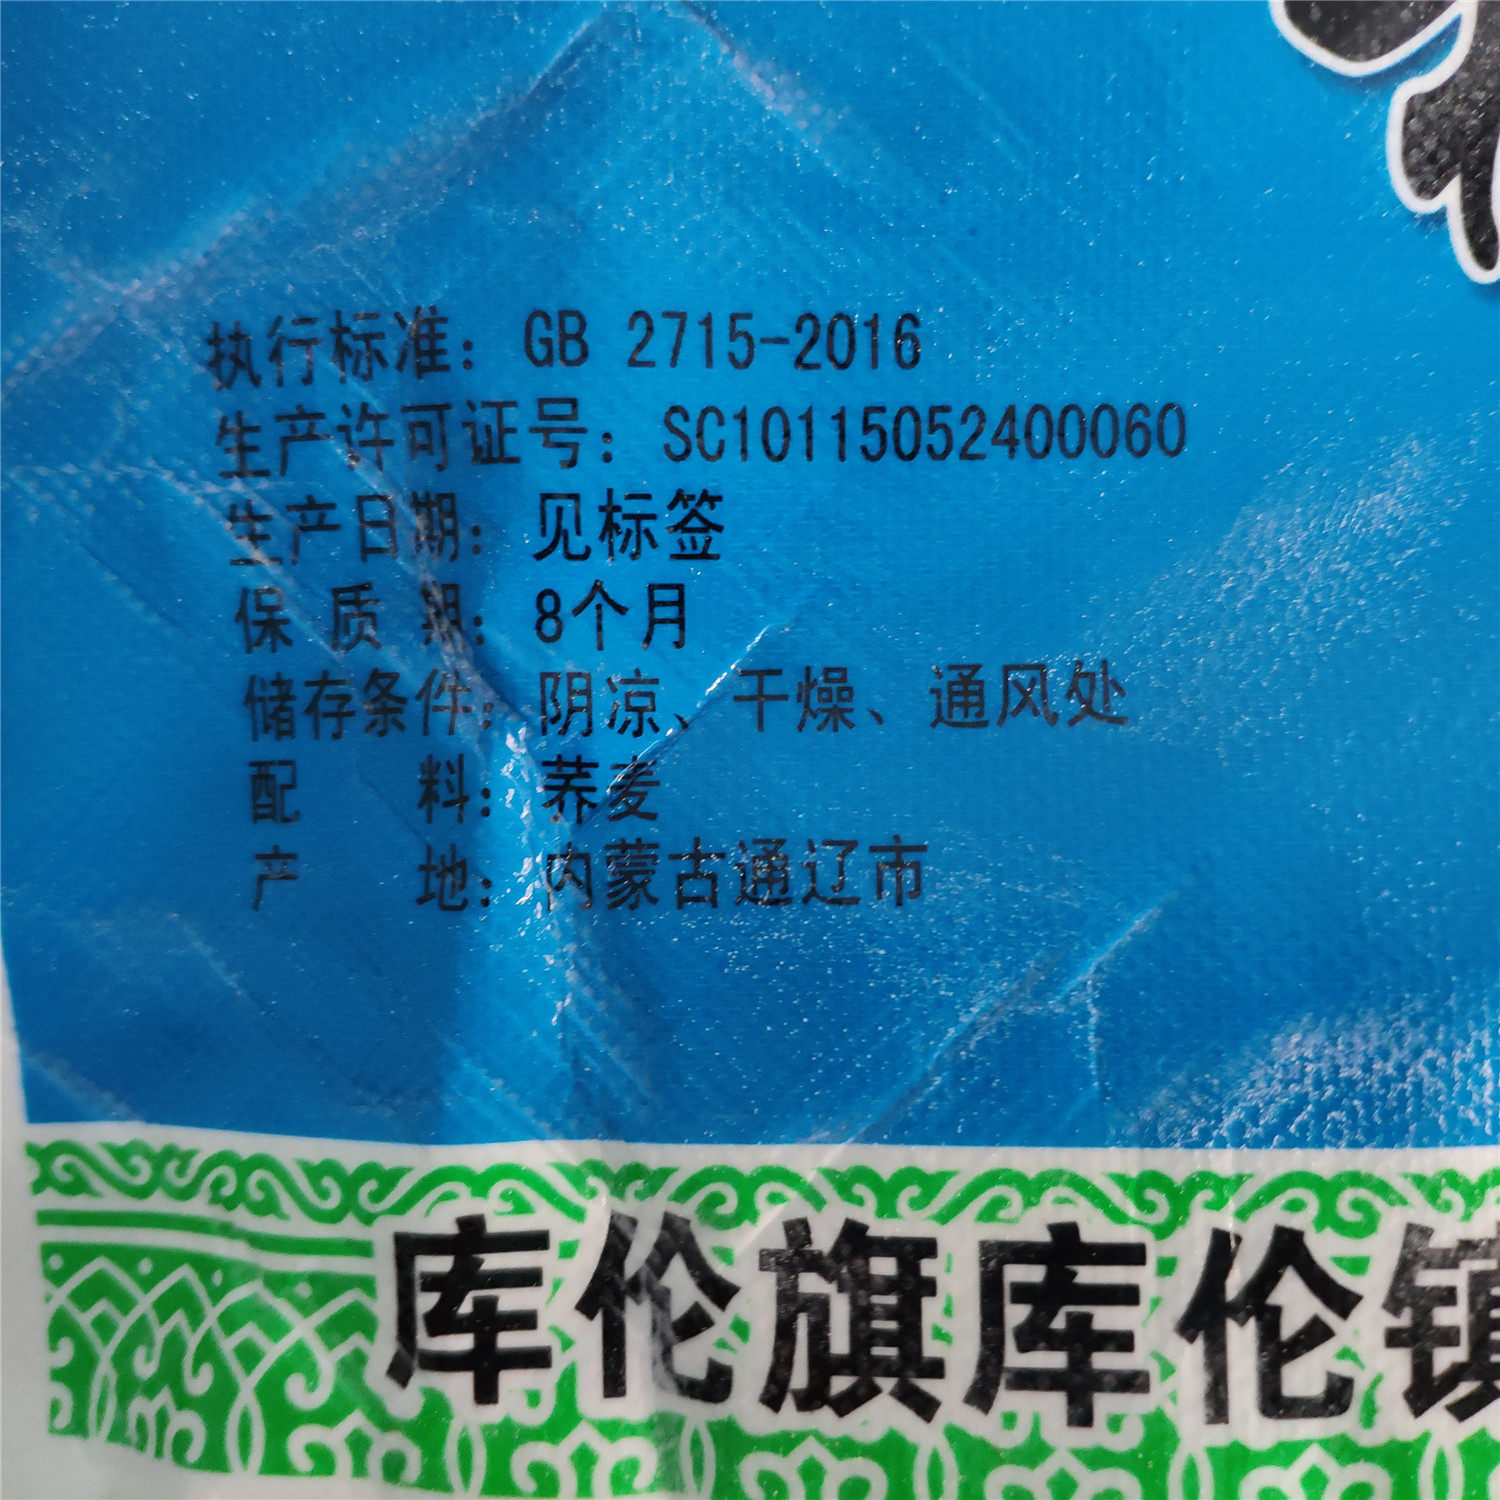 执行标准：GB 2715-2016
生产许可证号：SC10115052400060
生产日期：见标签
保 质 期：8个月
储存条件：阴凉、干燥、通风处
配 料：荞麦
产 地：内蒙古通辽市
库伦旗库伦镇